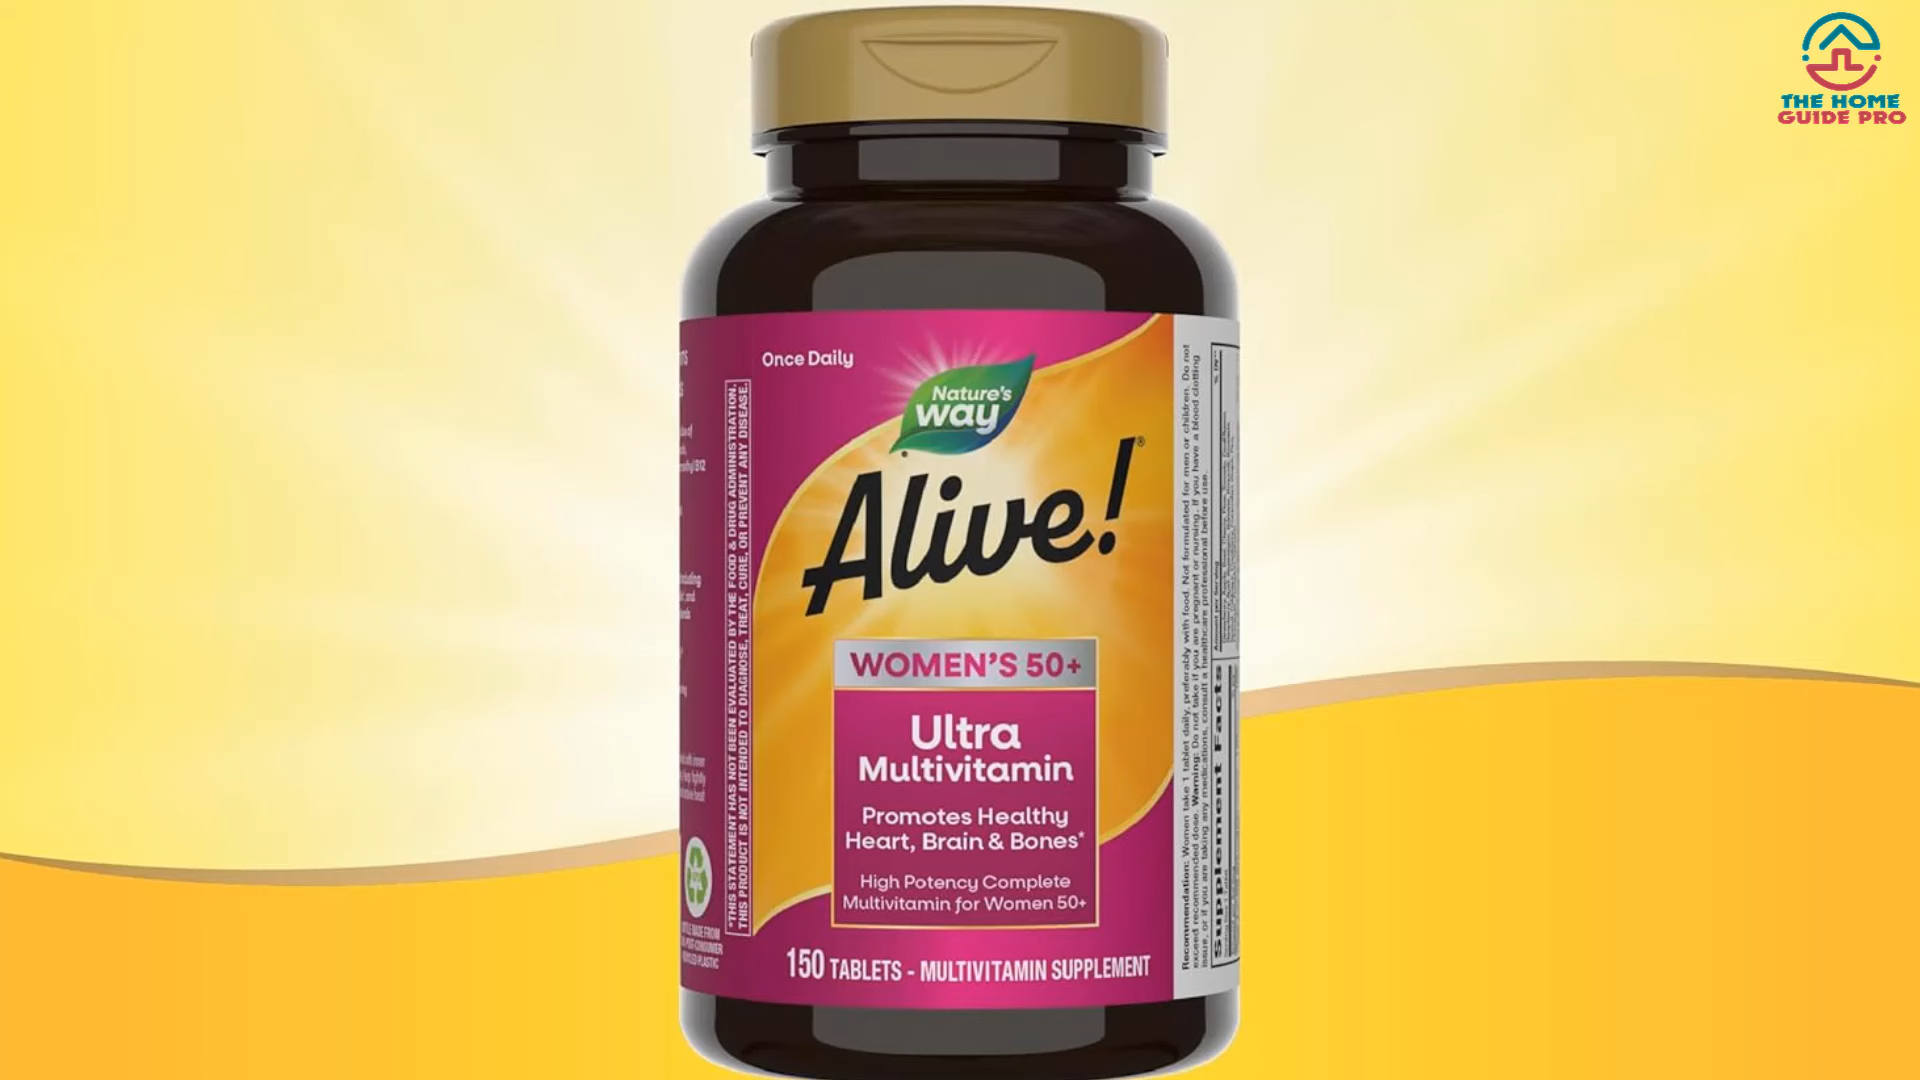 THE HOME
GUIDE PRO
Once Daily
Nature's
way
Alive!®
WOMEN'S 50+
Ultra
Multivitamin
Promotes Healthy
Heart, Brain & Bones*
High Potency Complete
Multivitamin for Women 50+
150 TABLETS - MULTIVITAMIN SUPPLEMENT
*THIS STATEMENT HAS NOT BEEN EVALUATED BY THE FOOD & DRUG ADMINISTRATION.
THIS PRODUCT IS NOT INTENDED TO DIAGNOSE, TREAT, CURE, OR PREVENT ANY DISEASE.
Recommendation: Women take 1 tablet daily, preferably with food. Not formulated for men or children. Do not
exceed recommended dose. Warning: Do not take if you are pregnant or nursing. If you have a blood clotting
issue, or if you are taking any medications, consult a healthcare professional before use.
Supplement Facts
Amount per Serving